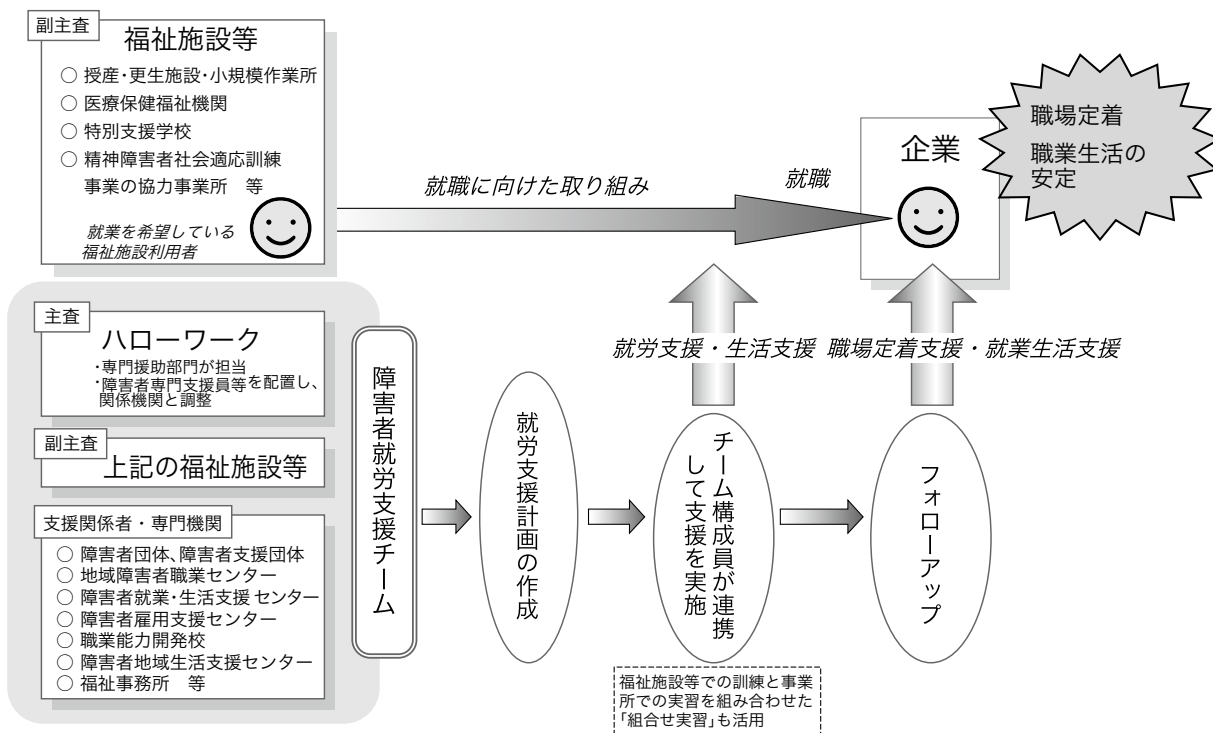 副主査
福祉施設等
○ 授産・更生施設・小規模作業所
○ 医療保健福祉機関
○ 特別支援学校
○ 精神障害者社会適応訓練
事業の協力事業所　等
就業を希望している
福祉施設利用者
就職に向けた取り組み
就職
企業
職場定着
職業生活の
安定
主査
ハローワーク
・専門援助部門が担当
・障害者専門支援員等を配置し、
関係機関と調整
副主査
上記の福祉施設等
支援関係者・専門機関
○ 障害者団体、障害者支援団体
○ 地域障害者職業センター
○ 障害者就業・生活支援センター
○ 障害者雇用支援センター
○ 職業能力開発校
○ 障害者地域生活支援センター
○ 福祉事務所　等
障害者就労支援チーム
就労支援計画の作成
就労支援・生活支援
チーム構成員が連携
して支援を実施
福祉施設等での訓練と事業
所での実習を組み合わせた
「組合せ実習」も活用
職場定着支援・就業生活支援
フォローアップ